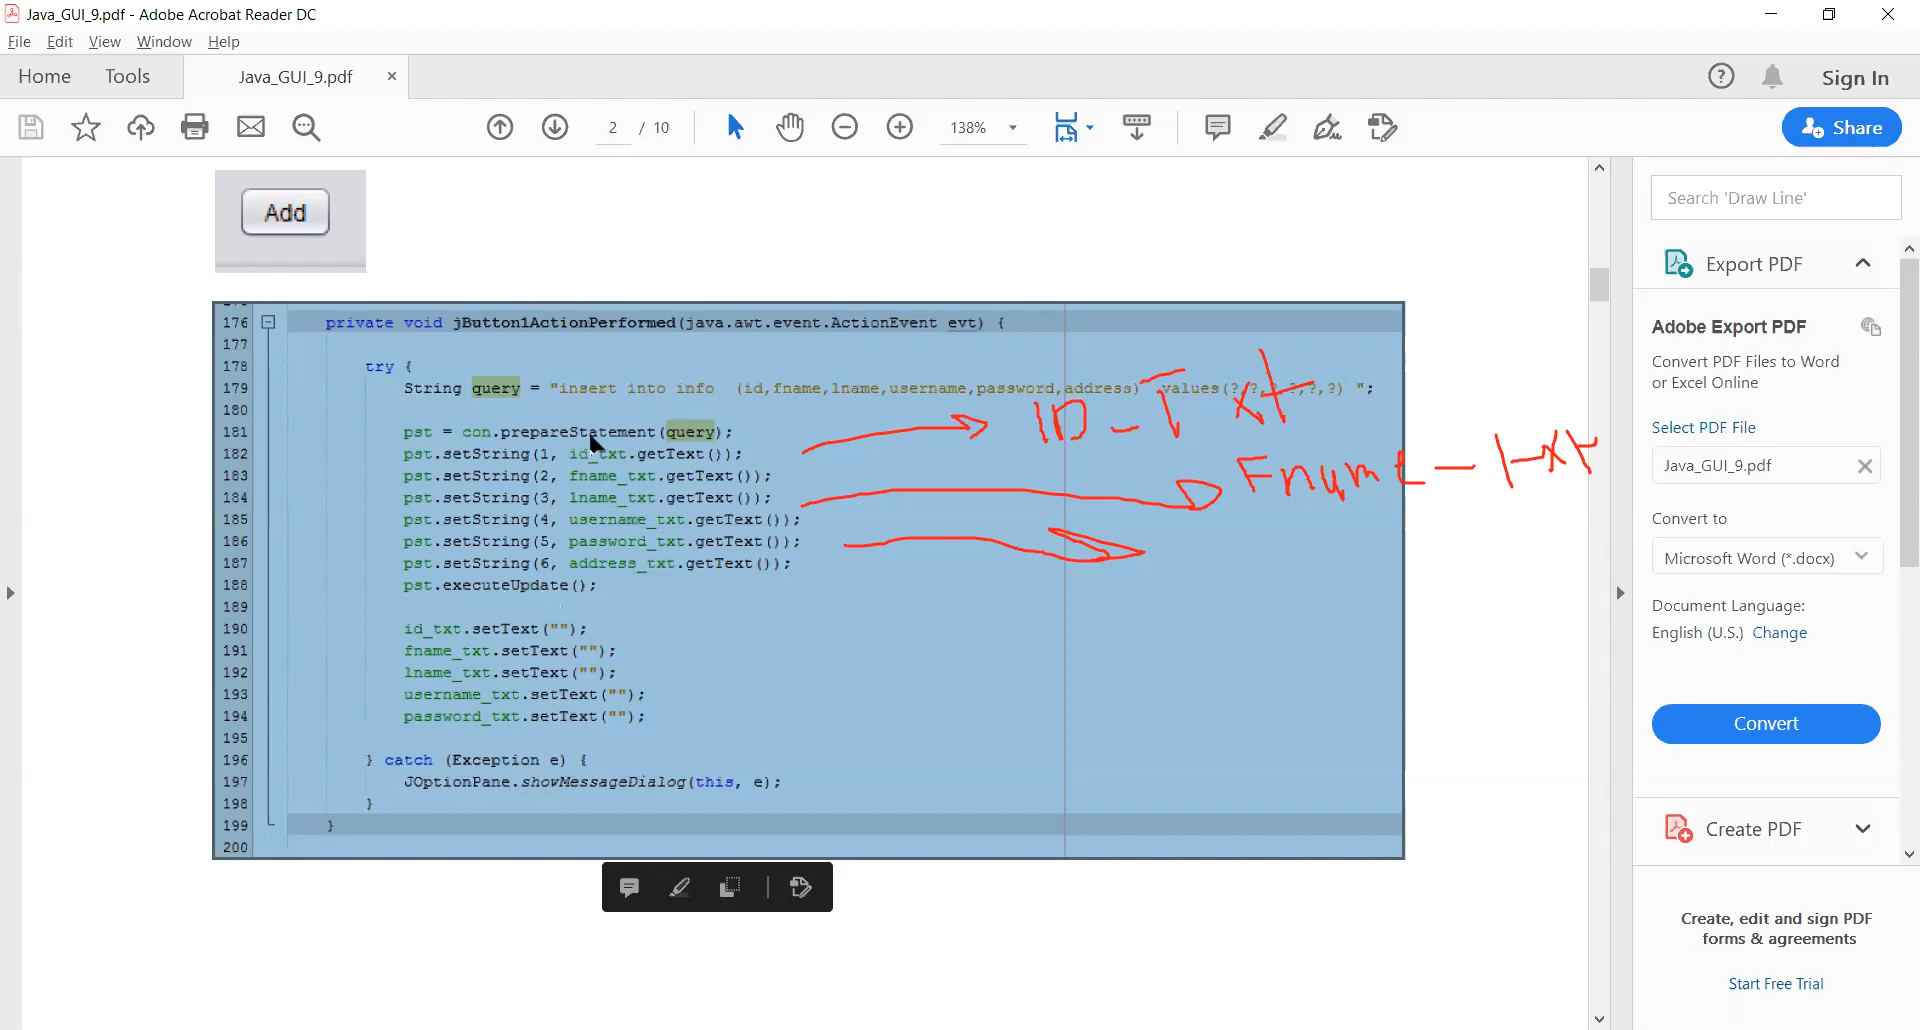 Java_GUI_9.pdf - Adobe Acrobat Reader DC
File Edit View Window Help
Home Tools Java_GUI_9.pdf × Sign In
2 / 10 138% Share
Add
176 private void jButton1ActionPerformed(java.awt.event.ActionEvent evt) {
177
178 try {
179 String query = "insert into info (id,fname,lname,username,password,address) values(?,?,?,?,?,?) ";
180
181 pst = con.prepareStatement(query);
182 pst.setString(1, id_txt.getText());
183 pst.setString(2, fname_txt.getText());
184 pst.setString(3, lname_txt.getText());
185 pst.setString(4, username_txt.getText());
186 pst.setString(5, password_txt.getText());
187 pst.setString(6, address_txt.getText());
188 pst.executeUpdate();
189
190 id_txt.setText("");
191 fname_txt.setText("");
192 lname_txt.setText("");
193 username_txt.setText("");
194 password_txt.setText("");
195
196 } catch (Exception e) {
197 JOptionPane.showMessageDialog(this, e);
198 }
199 }
200
ID - Txt
Search 'Draw Line'
Export PDF
Adobe Export PDF
Convert PDF Files to Word
or Excel Online
Select PDF File
Java_GUI_9.pdf
Convert to
Microsoft Word (*.docx)
Document Language:
English (U.S.) Change
Convert
Create PDF
Create, edit and sign PDF
forms & agreements
Start Free Trial